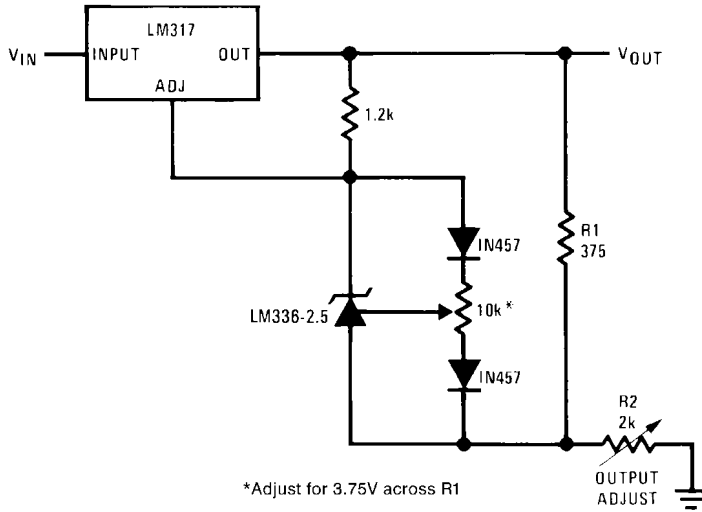 LM317
V_IN INPUT OUT V_OUT
ADJ
1.2k
R1
375
IN457
LM336-2.5
10k*
IN457
R2
2k
*Adjust for 3.75V across R1
OUTPUT
ADJUST